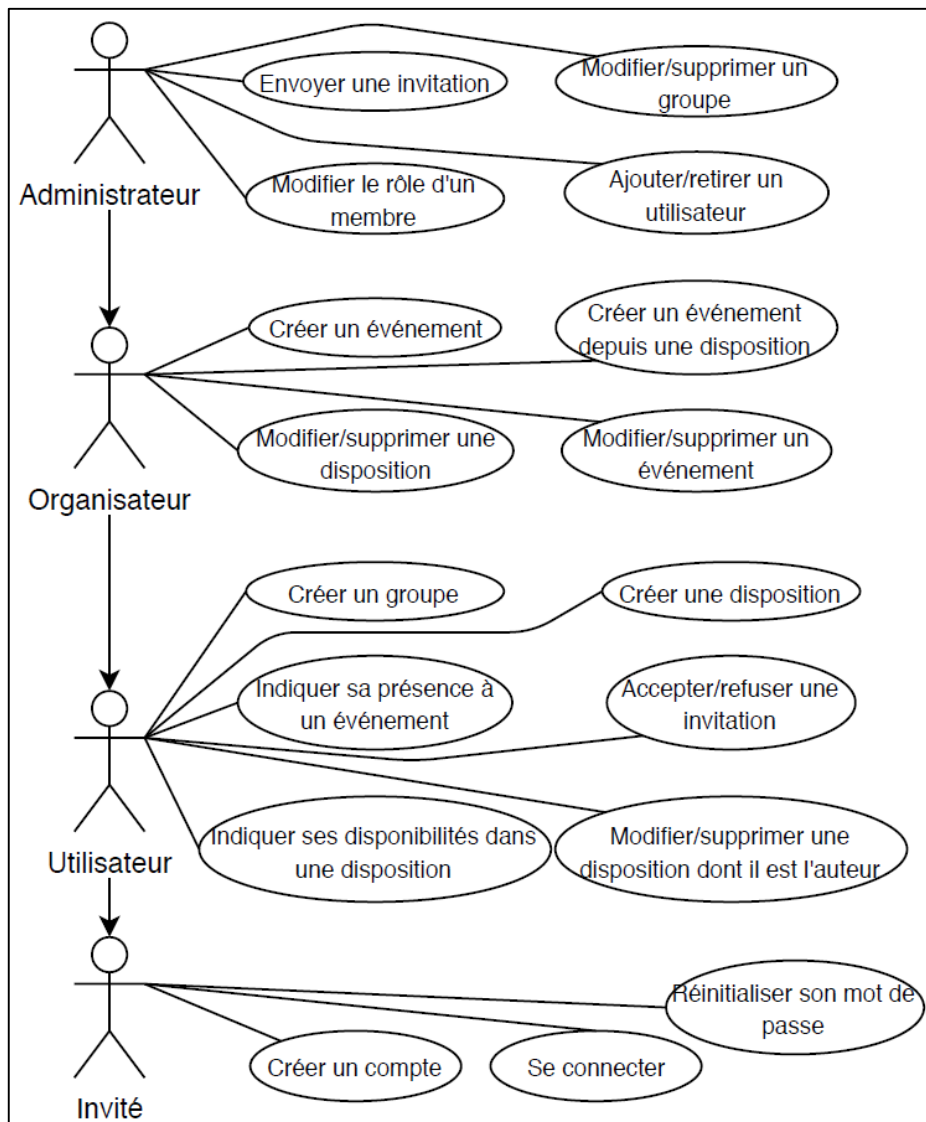 Envoyer une invitation
Modifier/supprimer un
groupe
Modifier le rôle d'un
membre
Ajouter/retirer un
utilisateur
Administrateur
Créer un événement
Créer un événement
depuis une disposition
Modifier/supprimer une
disposition
Modifier/supprimer un
événement
Organisateur
Créer un groupe
Créer une disposition
Indiquer sa présence à
un événement
Accepter/refuser une
invitation
Indiquer ses disponibilités dans
une disposition
Modifier/supprimer une
disposition dont il est l'auteur
Utilisateur
Réinitialiser son mot de
passe
Créer un compte
Se connecter
Invité